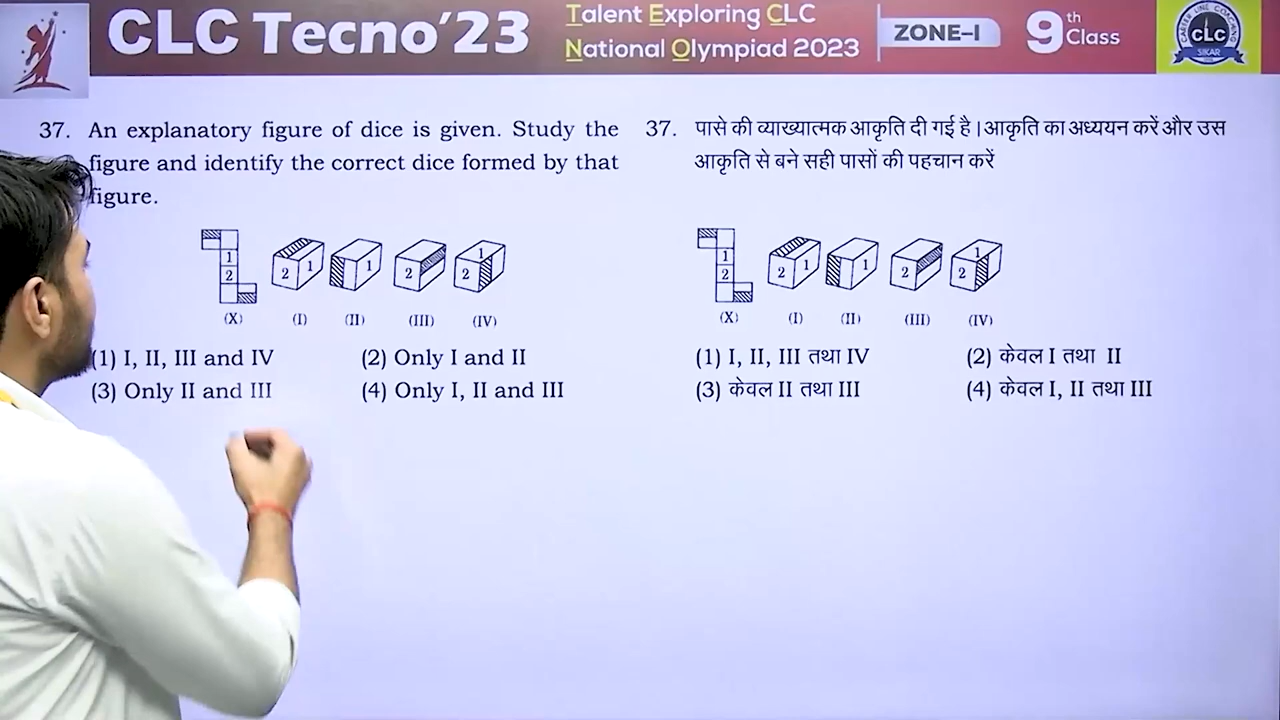 CLC Tecno'23
Talent Exploring CLC
National Olympiad 2023
ZONE–I
9th Class
CAREER LINE COACHING
CLC
SIKAR
37. An explanatory figure of dice is given. Study the
figure and identify the correct dice formed by that
figure.
1 2 2 1 1 2 1 2
(X) (I) (II) (III) (IV)
(1) I, II, III and IV (2) Only I and II
(3) Only II and III (4) Only I, II and III
37. पासे की व्याख्यात्मक आकृति दी गई है। आकृति का अध्ययन करें और उस
आकृति से बने सही पासों की पहचान करें
1 2 2 1 1 2 1 2
(X) (I) (II) (III) (IV)
(1) I, II, III तथा IV (2) केवल I तथा II
(3) केवल II तथा III (4) केवल I, II तथा III